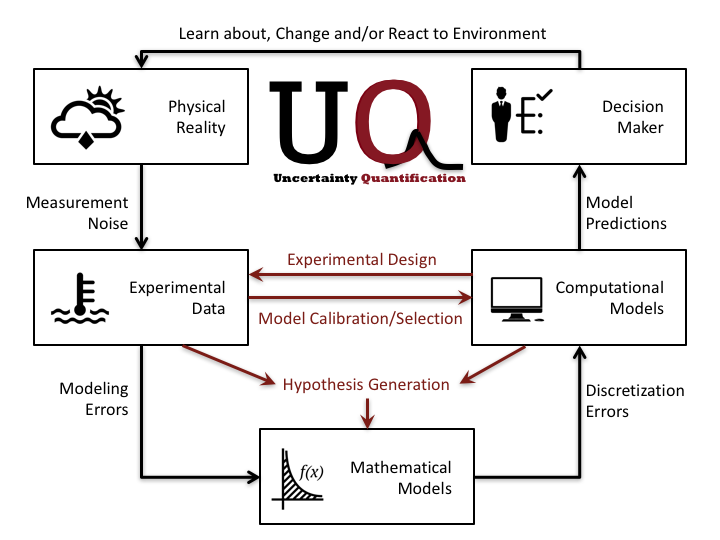 Learn about, Change and/or React to Environment
Physical
Reality
UQ
Uncertainty Quantification
Decision
Maker
E:
Measurement
Noise
Model
Predictions
Experimental
Data
Experimental Design
Model Calibration/Selection
Computational
Models
Modeling
Errors
Hypothesis Generation
Discretization
Errors
f(x)
Mathematical
Models